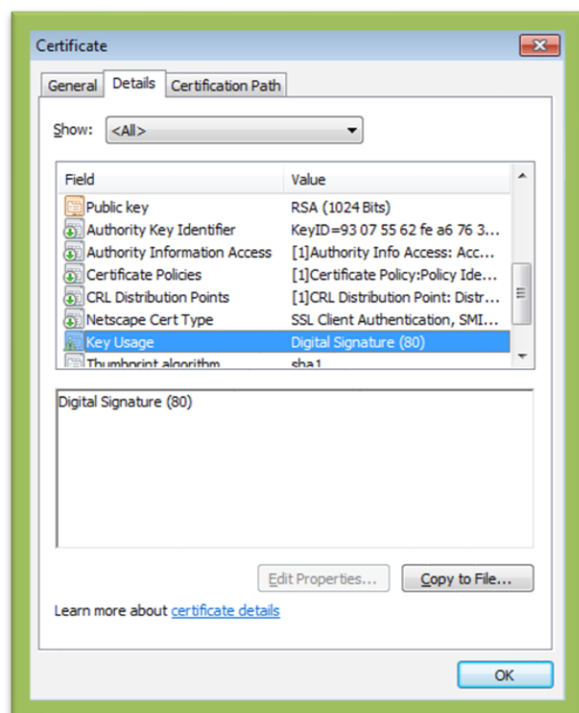 Certificate
General Details Certification Path
Show: <All>
Field Value
Public key RSA (1024 Bits)
Authority Key Identifier KeyID=93 07 55 62 fe a6 76 3...
Authority Information Access [1]Authority Info Access: Acc...
Certificate Policies [1]Certificate Policy:Policy Ide...
CRL Distribution Points [1]CRL Distribution Point: Distr...
Netscape Cert Type SSL Client Authentication, SMI...
Key Usage Digital Signature (80)
Thumbprint algorithm sha1
Digital Signature (80)
Edit Properties... Copy to File...
Learn more about certificate details
OK